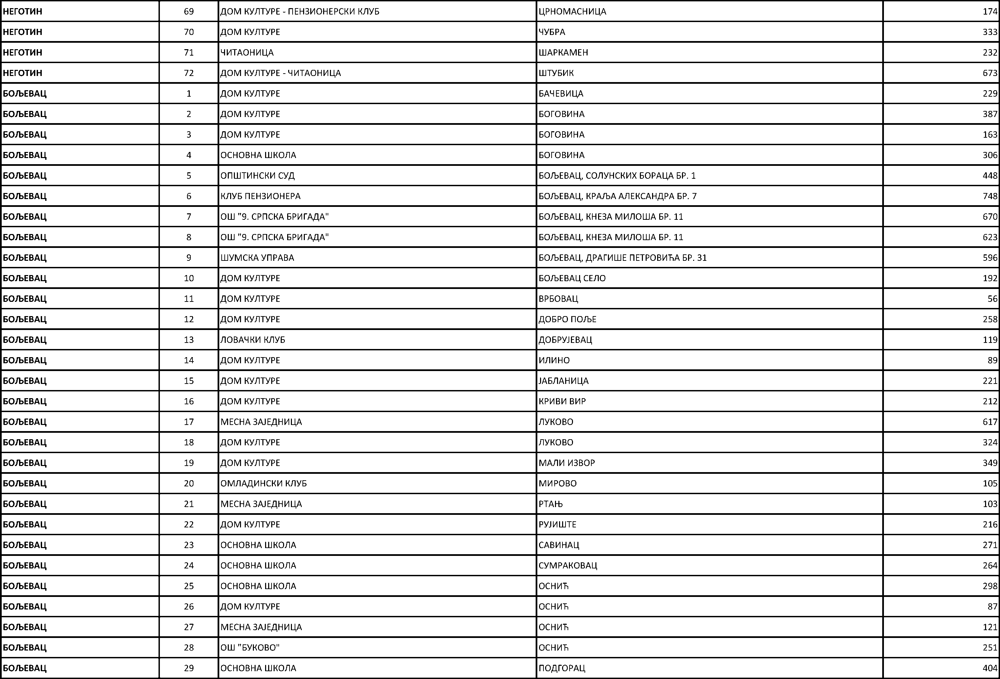 НЕГОТИН 69 ДОМ КУЛТУРЕ - ПЕНЗИОНЕРСКИ КЛУБ ЦРНОМАСНИЦА 174
НЕГОТИН 70 ДОМ КУЛТУРЕ ЧУБРА 333
НЕГОТИН 71 ЧИТАОНИЦА ШАРКАМЕН 232
НЕГОТИН 72 ДОМ КУЛТУРЕ - ЧИТАОНИЦА ШТУБИК 673
БОЉЕВАЦ 1 ДОМ КУЛТУРЕ БАЧЕВИЦА 229
БОЉЕВАЦ 2 ДОМ КУЛТУРЕ БОГОВИНА 387
БОЉЕВАЦ 3 ДОМ КУЛТУРЕ БОГОВИНА 163
БОЉЕВАЦ 4 ОСНОВНА ШКОЛА БОГОВИНА 306
БОЉЕВАЦ 5 ОПШТИНСКИ СУД БОЉЕВАЦ, СОЛУНСКИХ БОРАЦА БР. 1 448
БОЉЕВАЦ 6 КЛУБ ПЕНЗИОНЕРА БОЉЕВАЦ, КРАЉА АЛЕКСАНДРА БР. 7 748
БОЉЕВАЦ 7 ОШ "9. СРПСКА БРИГАДА" БОЉЕВАЦ, КНЕЗА МИЛОША БР. 11 670
БОЉЕВАЦ 8 ОШ "9. СРПСКА БРИГАДА" БОЉЕВАЦ, КНЕЗА МИЛОША БР. 11 623
БОЉЕВАЦ 9 ШУМСКА УПРАВА БОЉЕВАЦ, ДРАГИШЕ ПЕТРОВИЋА БР. 31 596
БОЉЕВАЦ 10 ДОМ КУЛТУРЕ БОЉЕВАЦ СЕЛО 192
БОЉЕВАЦ 11 ДОМ КУЛТУРЕ ВРБОВАЦ 56
БОЉЕВАЦ 12 ДОМ КУЛТУРЕ ДОБРО ПОЉЕ 258
БОЉЕВАЦ 13 ЛОВАЧКИ КЛУБ ДОБРУЈЕВАЦ 119
БОЉЕВАЦ 14 ДОМ КУЛТУРЕ ИЛИНО 89
БОЉЕВАЦ 15 ДОМ КУЛТУРЕ ЈАБЛАНИЦА 221
БОЉЕВАЦ 16 ДОМ КУЛТУРЕ КРИВИ ВИР 212
БОЉЕВАЦ 17 МЕСНА ЗАЈЕДНИЦА ЛУКОВО 617
БОЉЕВАЦ 18 ДОМ КУЛТУРЕ ЛУКОВО 324
БОЉЕВАЦ 19 ДОМ КУЛТУРЕ МАЛИ ИЗВОР 349
БОЉЕВАЦ 20 ОМЛАДИНСКИ КЛУБ МИРОВО 105
БОЉЕВАЦ 21 МЕСНА ЗАЈЕДНИЦА РТАЊ 103
БОЉЕВАЦ 22 ДОМ КУЛТУРЕ РУЈИШТЕ 216
БОЉЕВАЦ 23 ОСНОВНА ШКОЛА САВИНАЦ 271
БОЉЕВАЦ 24 ОСНОВНА ШКОЛА СУМРАКОВАЦ 264
БОЉЕВАЦ 25 ОСНОВНА ШКОЛА ОСНИЋ 298
БОЉЕВАЦ 26 ДОМ КУЛТУРЕ ОСНИЋ 87
БОЉЕВАЦ 27 МЕСНА ЗАЈЕДНИЦА ОСНИЋ 121
БОЉЕВАЦ 28 ОШ "БУКОВО" ОСНИЋ 251
БОЉЕВАЦ 29 ОСНОВНА ШКОЛА ПОДГОРАЦ 404